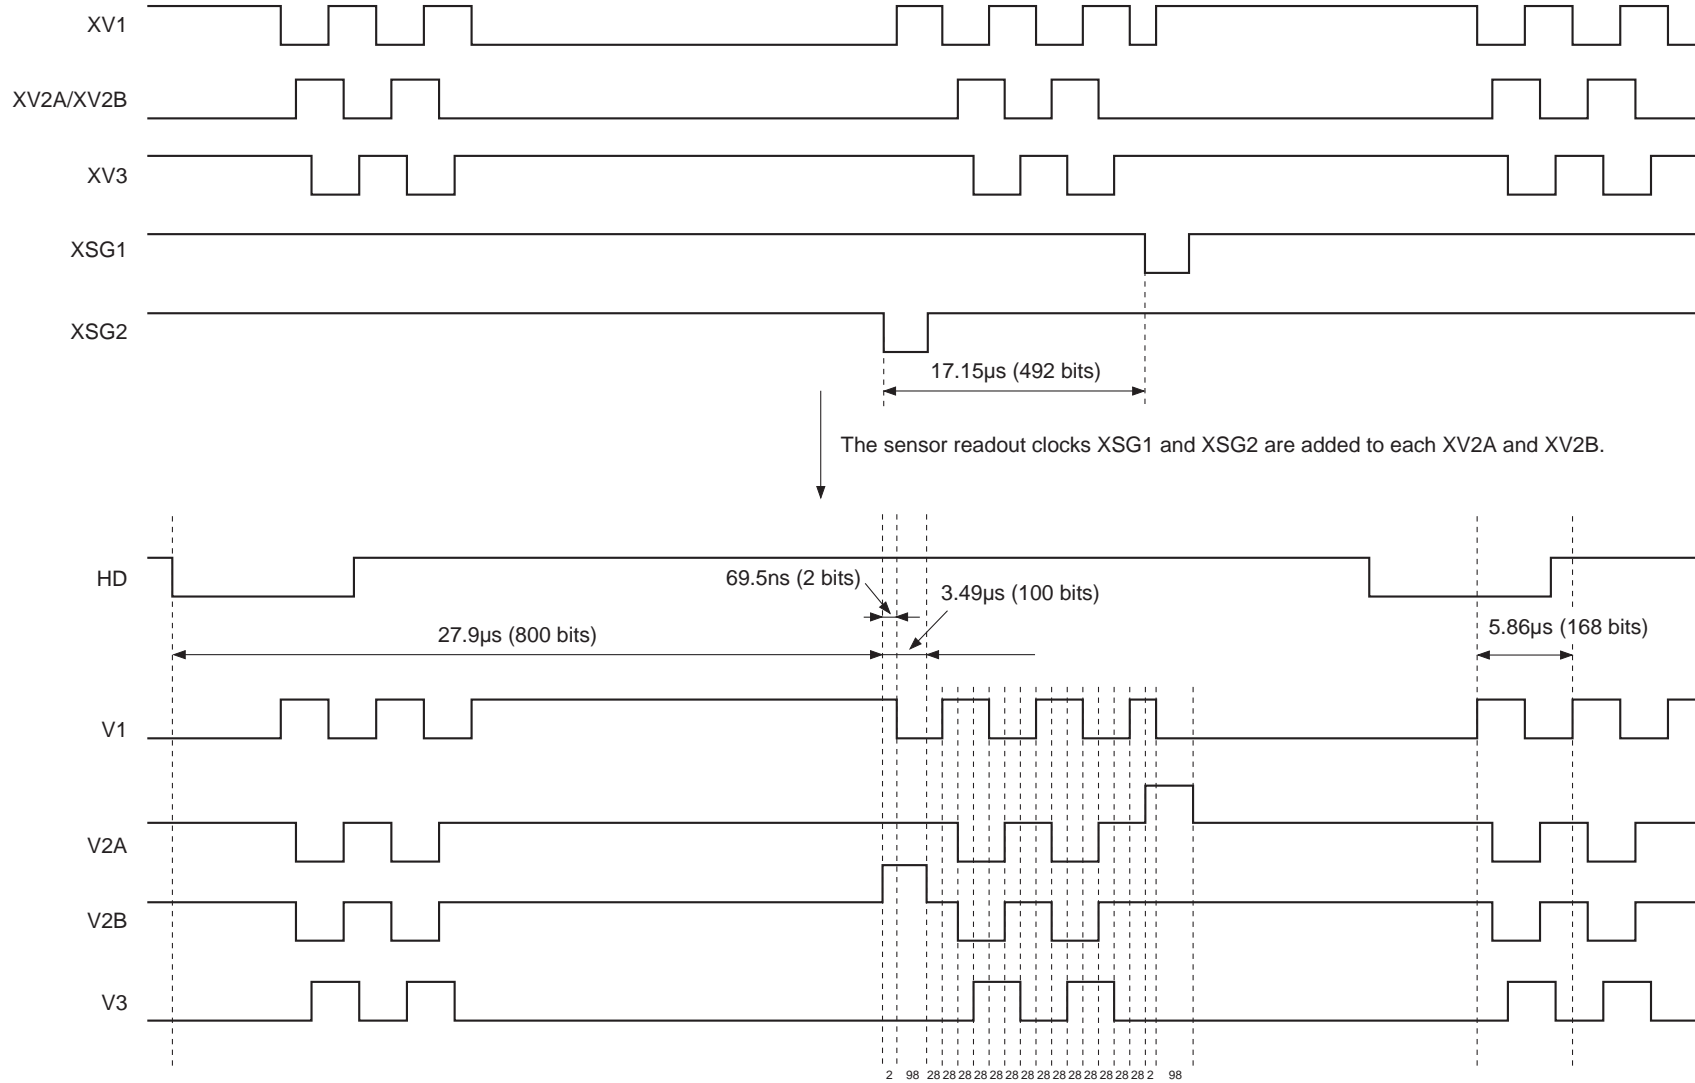 XV1
XV2A/XV2B
XV3
XSG1
XSG2
17.15µs (492 bits)
The sensor readout clocks XSG1 and XSG2 are added to each XV2A and XV2B.
HD
69.5ns (2 bits)
3.49µs (100 bits)
27.9µs (800 bits)
5.86µs (168 bits)
V1
V2A
V2B
V3
2 98 28 28 28 28 28 28 28 28 28 28 28 28 28 28 2 98